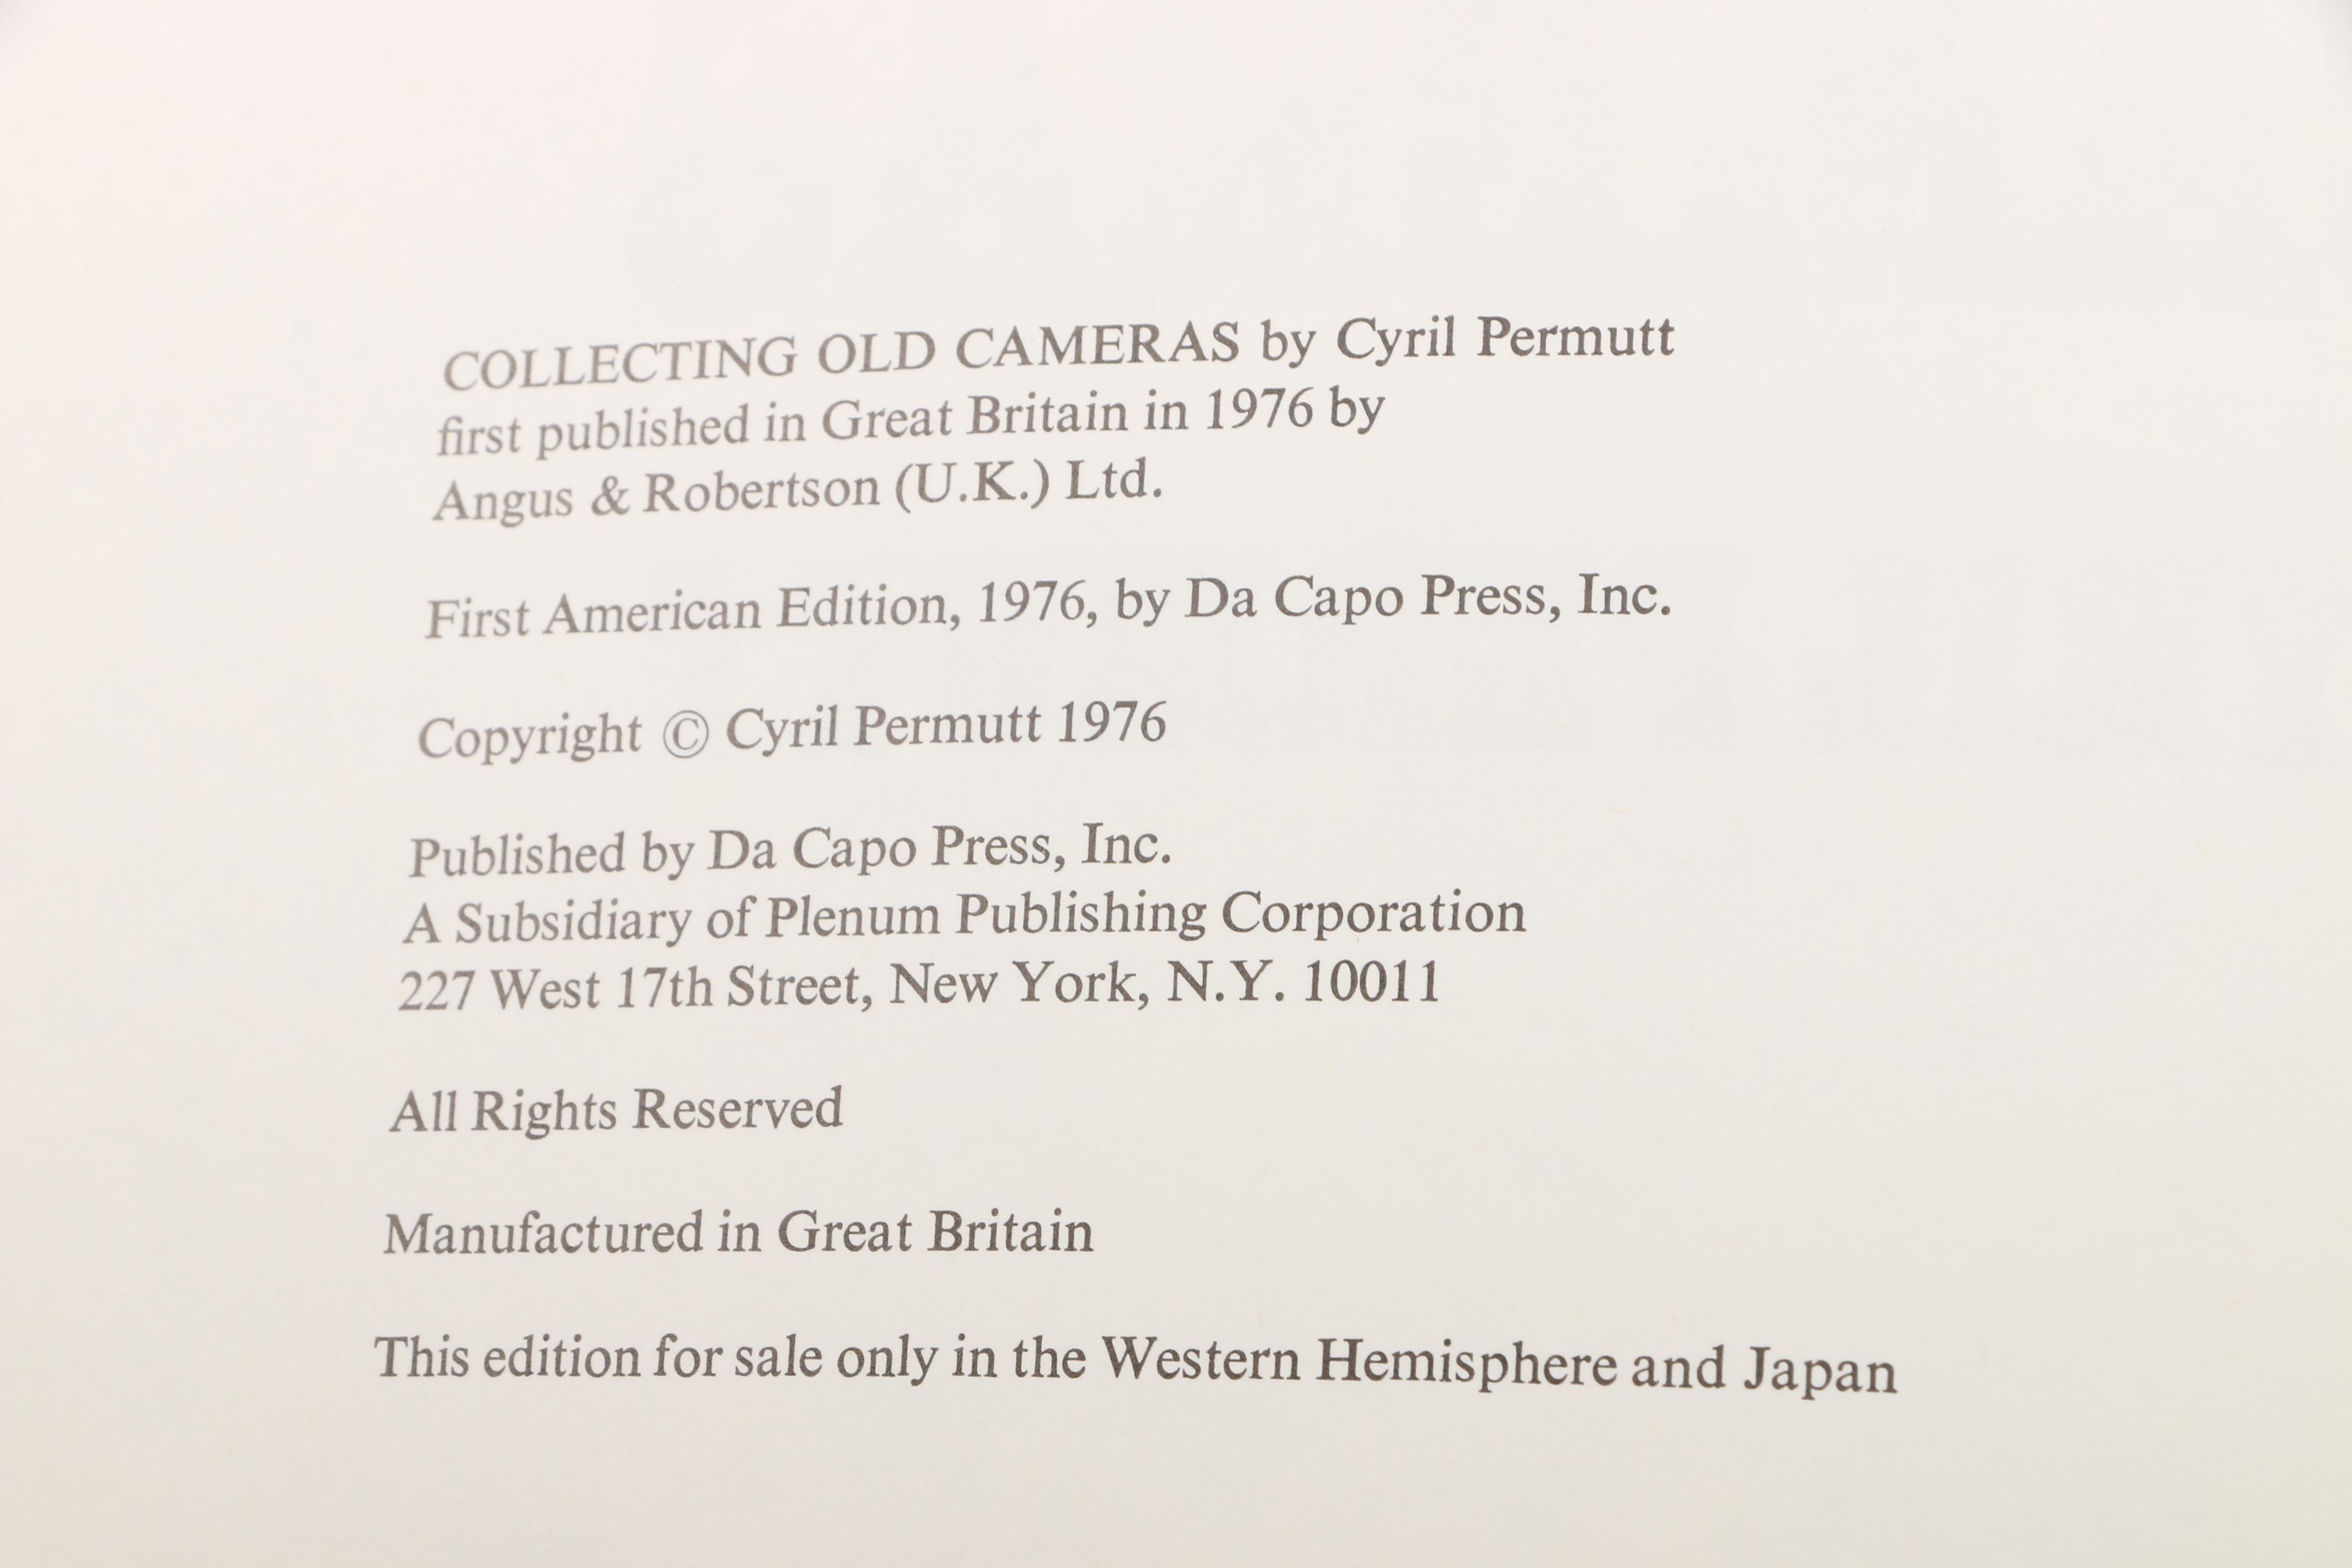 COLLECTING OLD CAMERAS by Cyril Permutt
first published in Great Britain in 1976 by
Angus & Robertson (U.K.) Ltd.
First American Edition, 1976, by Da Capo Press, Inc.
Copyright © Cyril Permutt 1976
Published by Da Capo Press, Inc.
A Subsidiary of Plenum Publishing Corporation
227 West 17th Street, New York, N.Y. 10011
All Rights Reserved
Manufactured in Great Britain
This edition for sale only in the Western Hemisphere and Japan